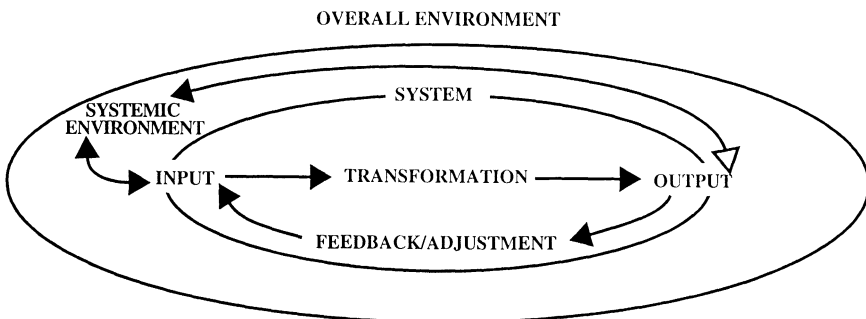 OVERALL ENVIRONMENT
SYSTEM
SYSTEMIC
ENVIRONMENT
INPUT
TRANSFORMATION
OUTPUT
FEEDBACK/ADJUSTMENT